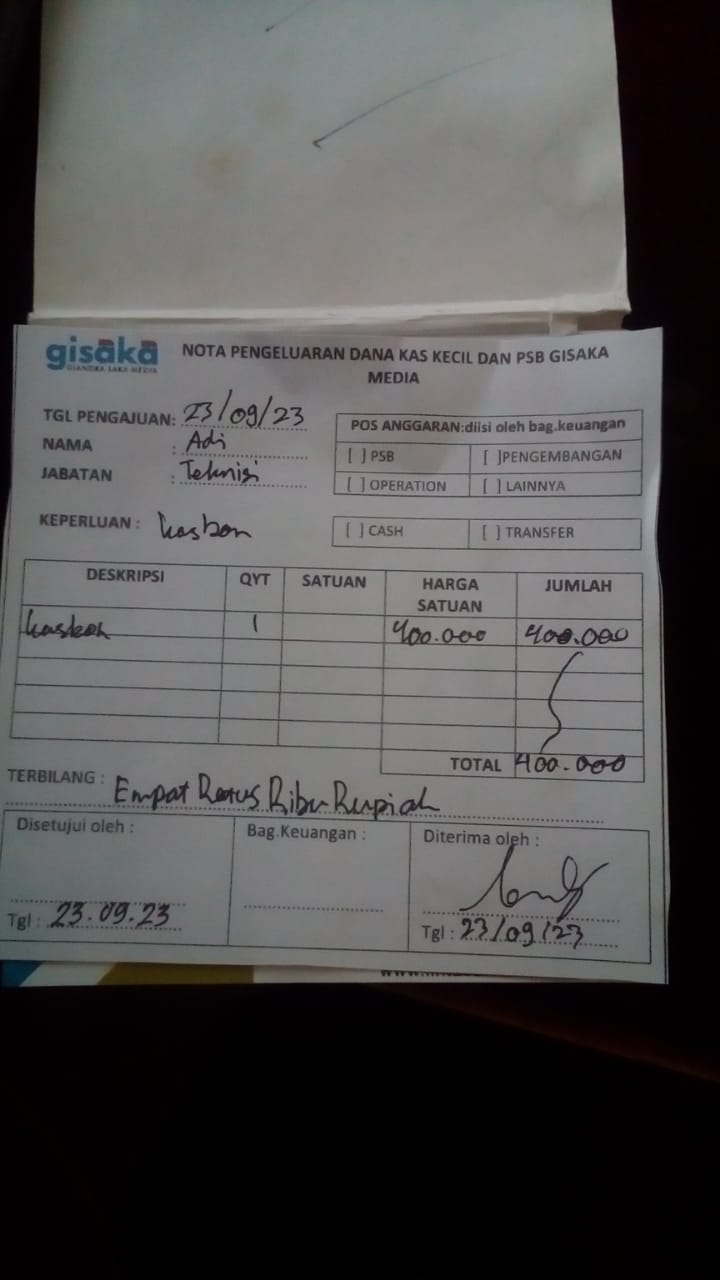 gisaka
GIANDRA SAKA MEDIA
NOTA PENGELUARAN DANA KAS KECIL DAN PSB GISAKA
MEDIA
TGL PENGAJUAN: 23/09/23
NAMA : Adi
JABATAN : Teknisi
POS ANGGARAN:diisi oleh bag.keuangan
[ ] PSB [ ]PENGEMBANGAN
[ ] OPERATION [ ] LAINNYA
KEPERLUAN : kasbon
[ ] CASH [ ] TRANSFER
DESKRIPSI QYT SATUAN HARGA SATUAN JUMLAH
kasbon 1 400.000 400.000
TOTAL 400.000
TERBILANG : Empat Ratus Ribu Rupiah
Disetujui oleh : Bag.Keuangan : Diterima oleh :
Tgl : 23.09.23 Tgl : 23/09/23